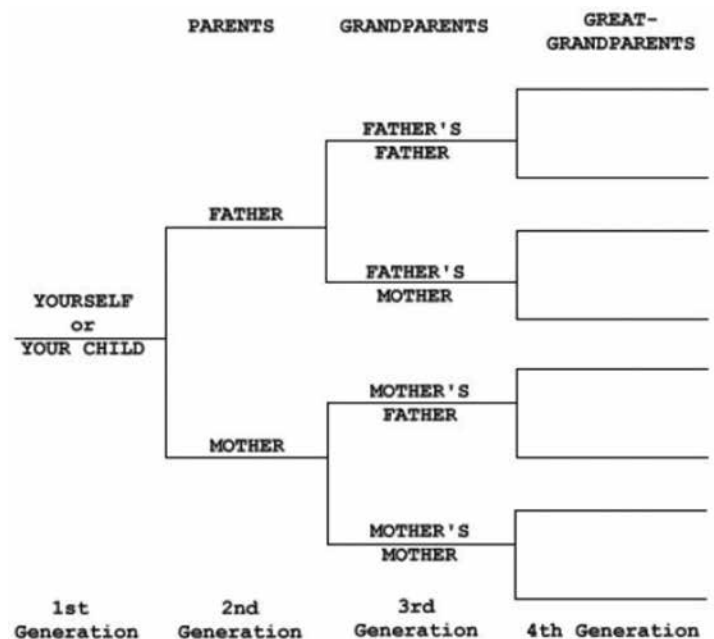 PARENTS
GRANDPARENTS
GREAT-
GRANDPARENTS
FATHER'S
FATHER
FATHER
FATHER'S
MOTHER
YOURSELF
or
YOUR CHILD
MOTHER'S
FATHER
MOTHER
MOTHER'S
MOTHER
1st
Generation
2nd
Generation
3rd
Generation
4th Generation